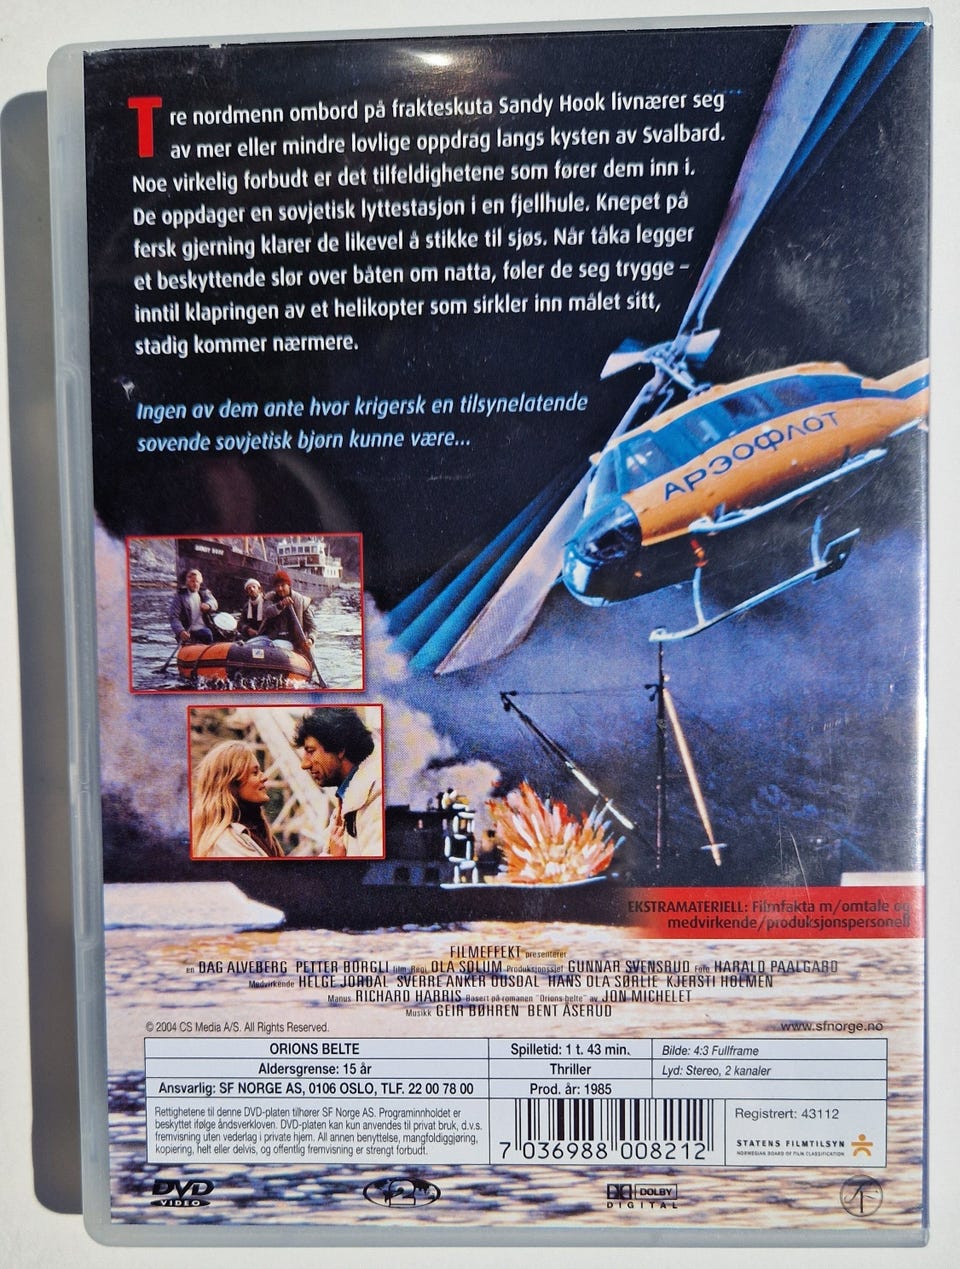 Tre nordmenn ombord på frakteskuta Sandy Hook livnærer seg
av mer eller mindre lovlige oppdrag langs kysten av Svalbard.
Noe virkelig forbudt er det tilfeldighetene som fører dem inn i.
De oppdager en sovjetisk lyttestasjon i en fjellhule. Knepet på
fersk gjerning klarer de likevel å stikke til sjøs. Når tåka legger
et beskyttende slør over båten om natta, føler de seg trygge –
inntil klapringen av et helikopter som sirkler inn målet sitt,
stadig kommer nærmere.
Ingen av dem ante hvor krigersk en tilsynelatende
sovende sovjetisk bjørn kunne være...
АРЭОФЛОТ
SANDY HOOK
EKSTRAMATERIELL: Filmfakta m/omtale og
medvirkende/produksjonspersonell
FILMEFFEKT presenterer
en DAG ALVEBERG PETTER BORGLI film Regi OLA SOLUM Produksjonssjef GUNNAR SVENSRUD Foto HARALD PAALGARD
Medvirkende HELGE JORDAL SVERRE ANKER OUSDAL HANS OLA SØRLIE KJERSTI HOLMEN
Manus RICHARD HARRIS Basert på romanen "Orions belte" av JON MICHELET
Musikk GEIR BØHREN BENT ÅSERUD
© 2004 CS Media A/S. All Rights Reserved.
www.sfnorge.no
ORIONS BELTE
Aldersgrense: 15 år
Ansvarlig: SF NORGE AS, 0106 OSLO, TLF. 22 00 78 00
Spilletid: 1 t. 43 min.
Thriller
Prod. år: 1985
Bilde: 4:3 Fullframe
Lyd: Stereo, 2 kanaler
Rettighetene til denne DVD-platen tilhører SF Norge AS. Programinnholdet er
beskyttet ifølge åndsverkloven. DVD-platen kan kun anvendes til privat bruk, d.v.s.
fremvisning uten vederlag i private hjem. All annen benyttelse, mangfoldiggjøring,
kopiering, helt eller delvis, og offentlig fremvisning er strengt forbudt.
7 036988 008212
Registrert: 43112
STATENS FILMTILSYN
NORWEGIAN BOARD OF FILM CLASSIFICATION
DVD
VIDEO
2
DOLBY
DIGITAL
SF